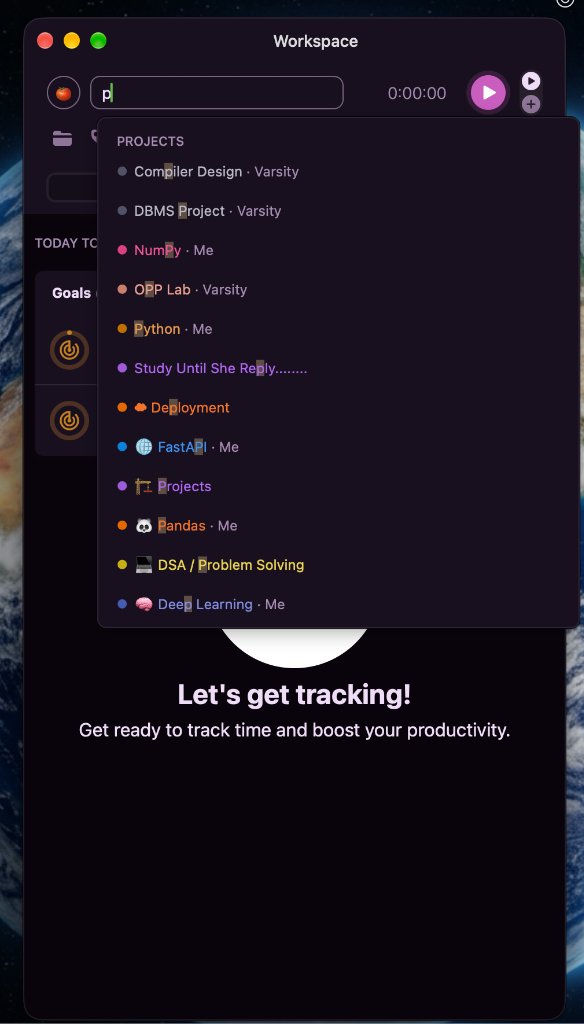 Workspace
p
0:00:00
PROJECTS
Compiler Design · Varsity
DBMS Project · Varsity
NumPy · Me
OPP Lab · Varsity
Python · Me
Study Until She Reply........
Deployment
FastAPI · Me
Projects
Pandas · Me
DSA / Problem Solving
Deep Learning · Me
TODAY TO
Goals
Let's get tracking!
Get ready to track time and boost your productivity.